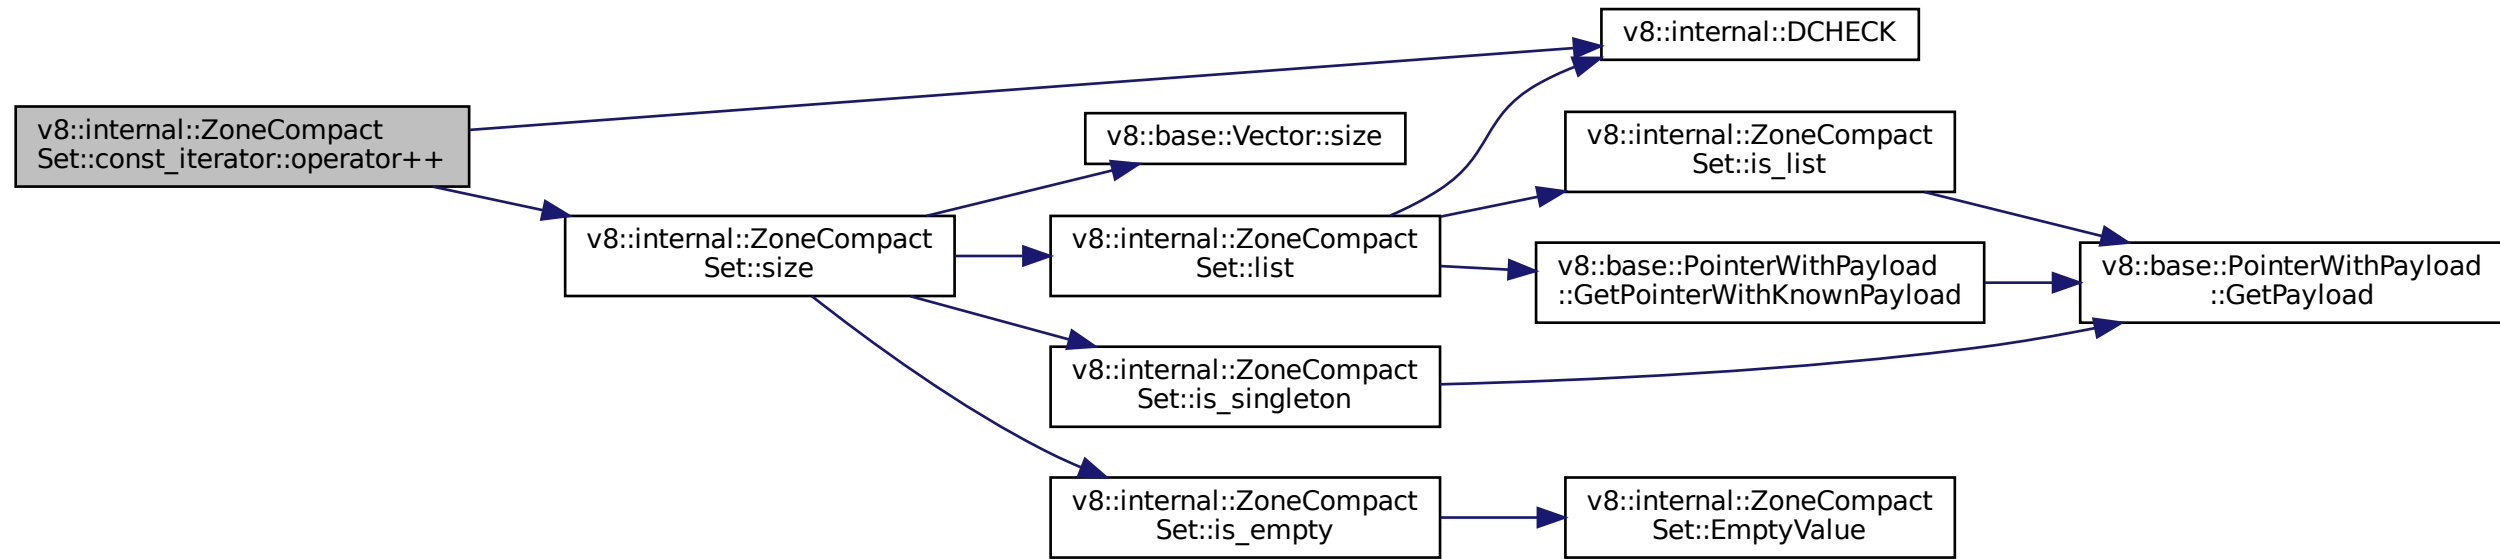 v8::internal::ZoneCompact
Set::const_iterator::operator++
v8::internal::DCHECK
v8::internal::ZoneCompact
Set::size
v8::base::Vector::size
v8::internal::ZoneCompact
Set::list
v8::internal::ZoneCompact
Set::is_list
v8::base::PointerWithPayload
::GetPointerWithKnownPayload
v8::base::PointerWithPayload
::GetPayload
v8::internal::ZoneCompact
Set::is_singleton
v8::internal::ZoneCompact
Set::is_empty
v8::internal::ZoneCompact
Set::EmptyValue